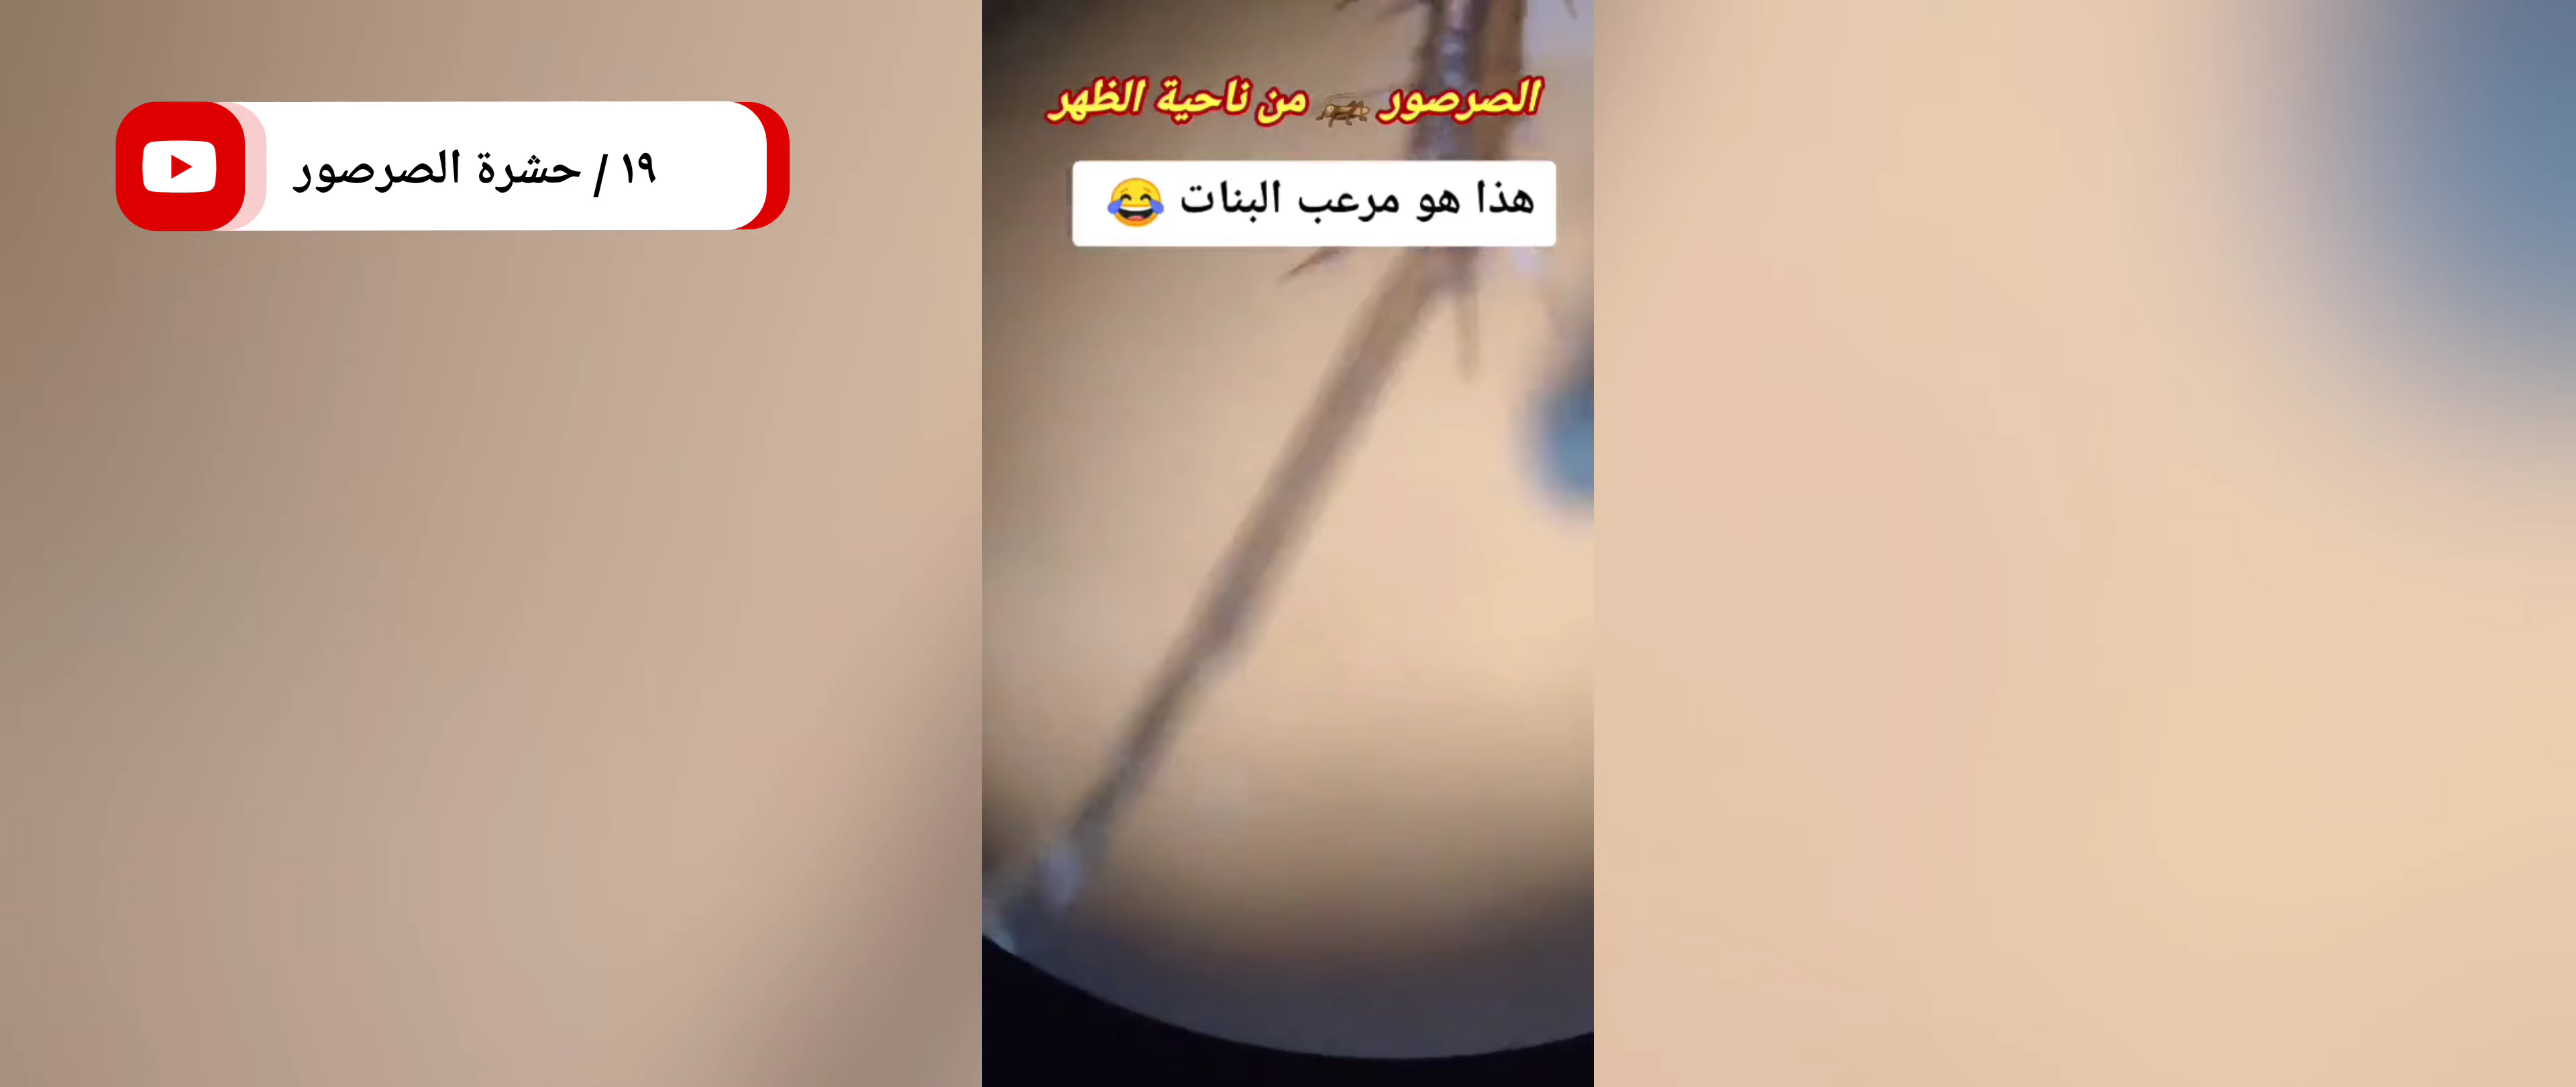 ١٩ / حشرة الصرصور
الصرصور 🦗 من ناحية الظهر
هذا هو مرعب البنات 😂